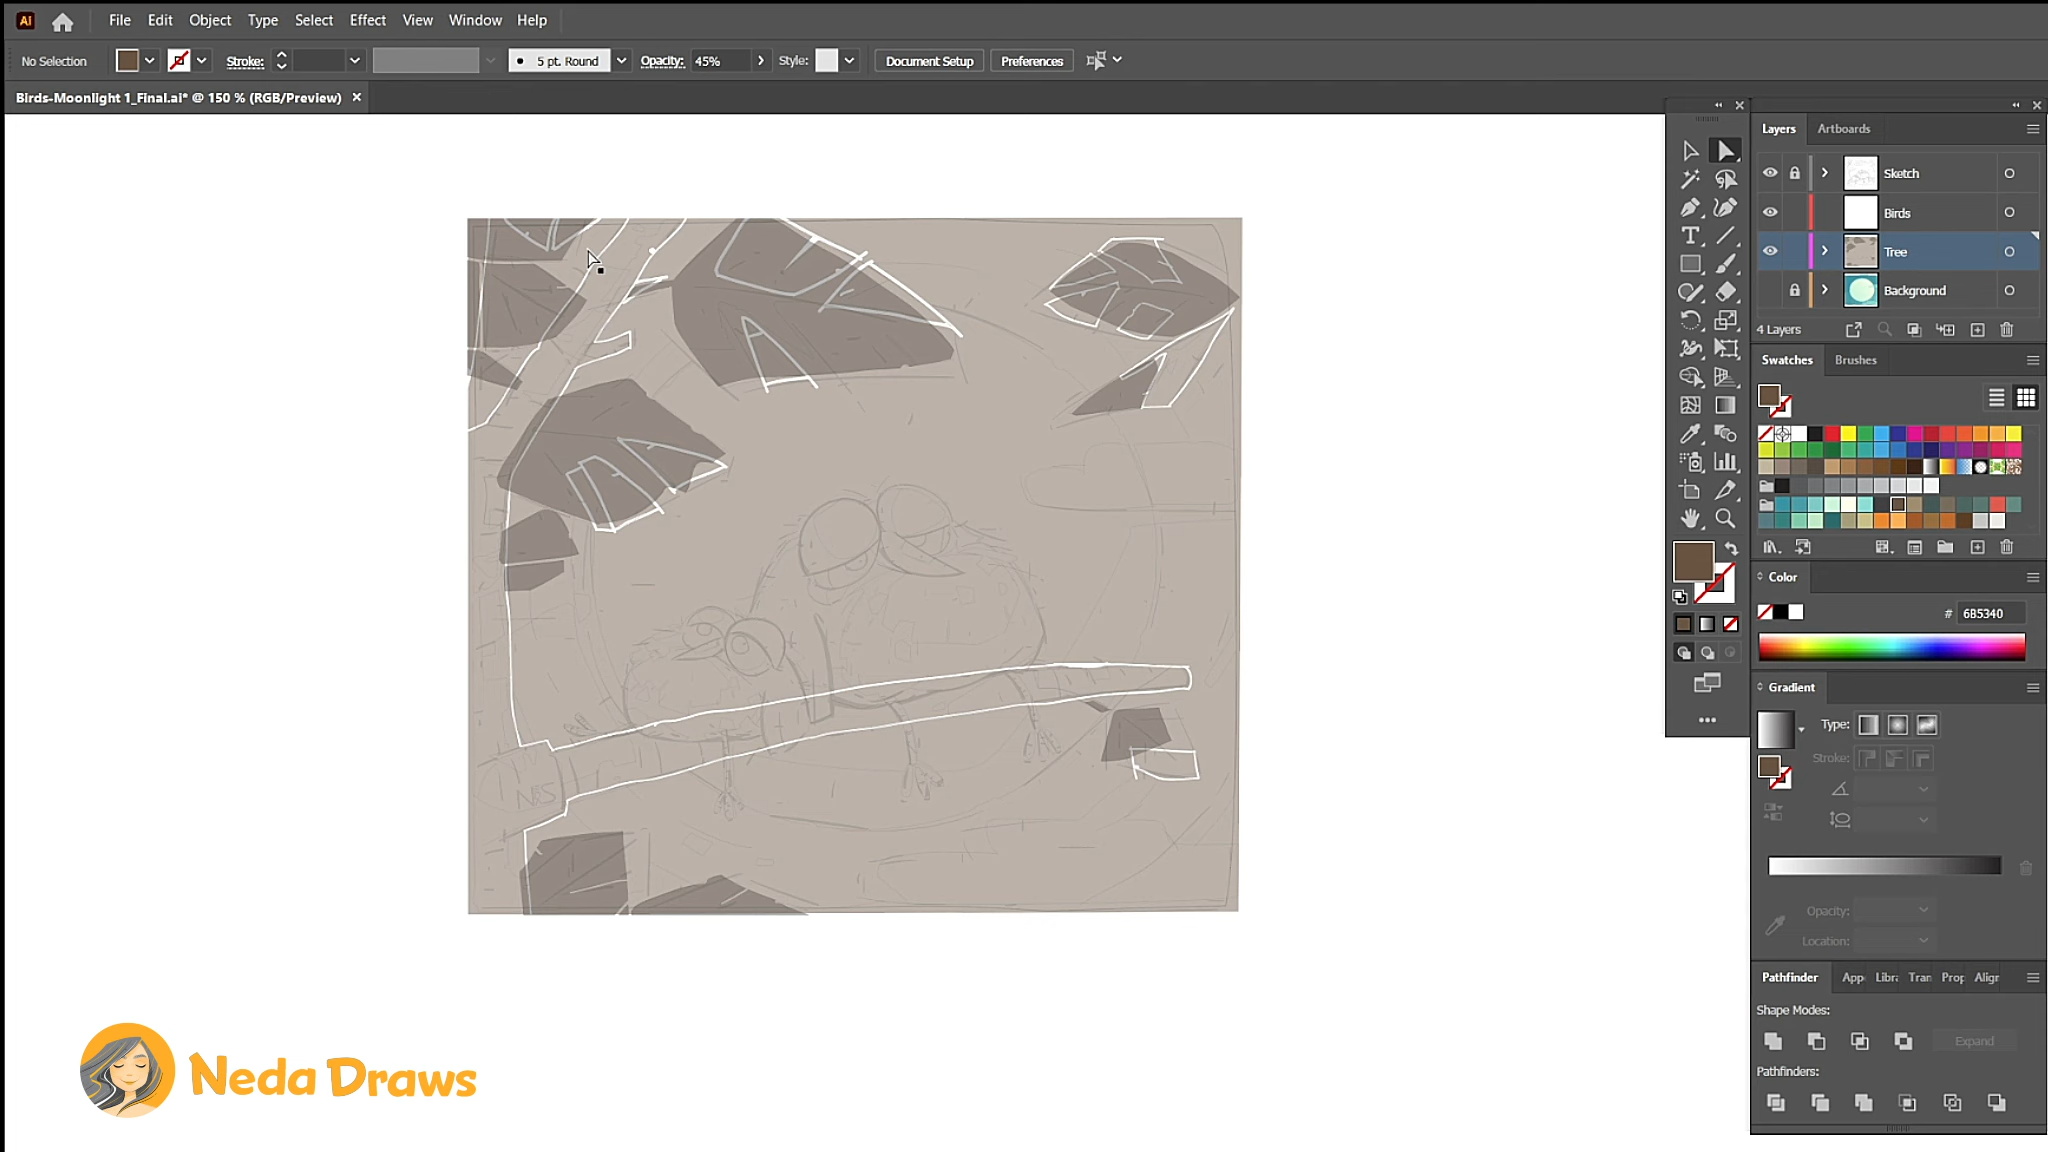 Ai File Edit Object Type Select Effect View Window Help
No Selection Stroke: 5 pt. Round Opacity: 45% Style: Document Setup Preferences
Birds-Moonlight 1_Final.ai* @ 150 % (RGB/Preview)
Layers Artboards
Sketch
Birds
Tree
Background
4 Layers
Swatches Brushes
Color
# 685340
Gradient
Type:
Stroke:
Opacity:
Location:
Pathfinder App Libra Tran Prop Align
Shape Modes:
Expand
Pathfinders:
N&S
Neda Draws